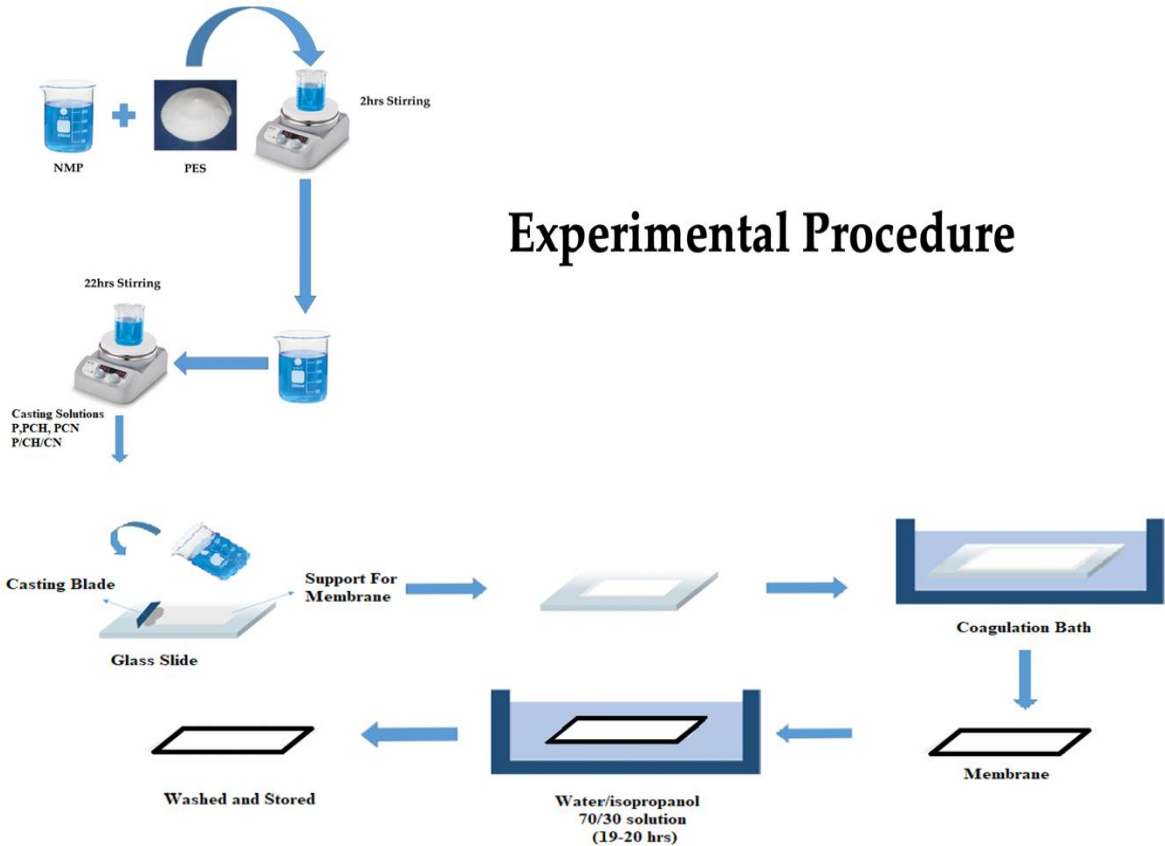 2hrs Stirring
NMP
PES
Experimental Procedure
22hrs Stirring
Casting Solutions
P,PCH, PCN
P/CH/CN
Casting Blade
Support For
Membrane
Glass Slide
Coagulation Bath
Membrane
Water/isopropanol
70/30 solution
(19-20 hrs)
Washed and Stored